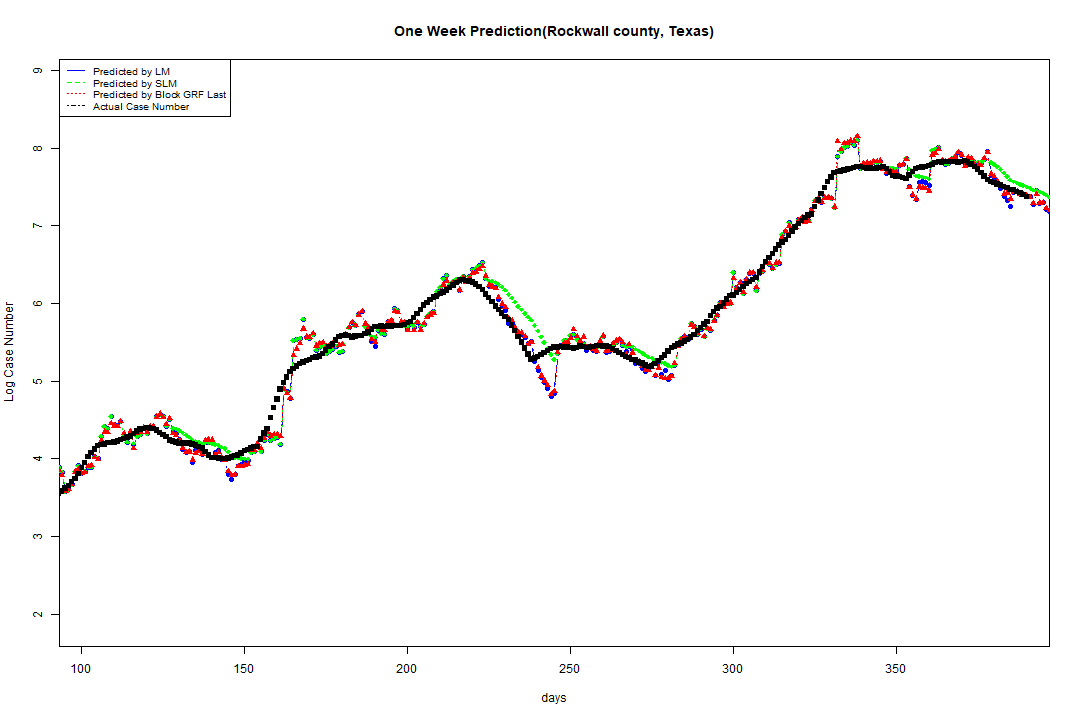 One Week Prediction(Rockwall county, Texas)
Predicted by LM
Predicted by SLM
Predicted by Block GRF Last
Actual Case Number
Log Case Number
9
8
7
6
5
4
3
2
100 150 200 250 300 350
days